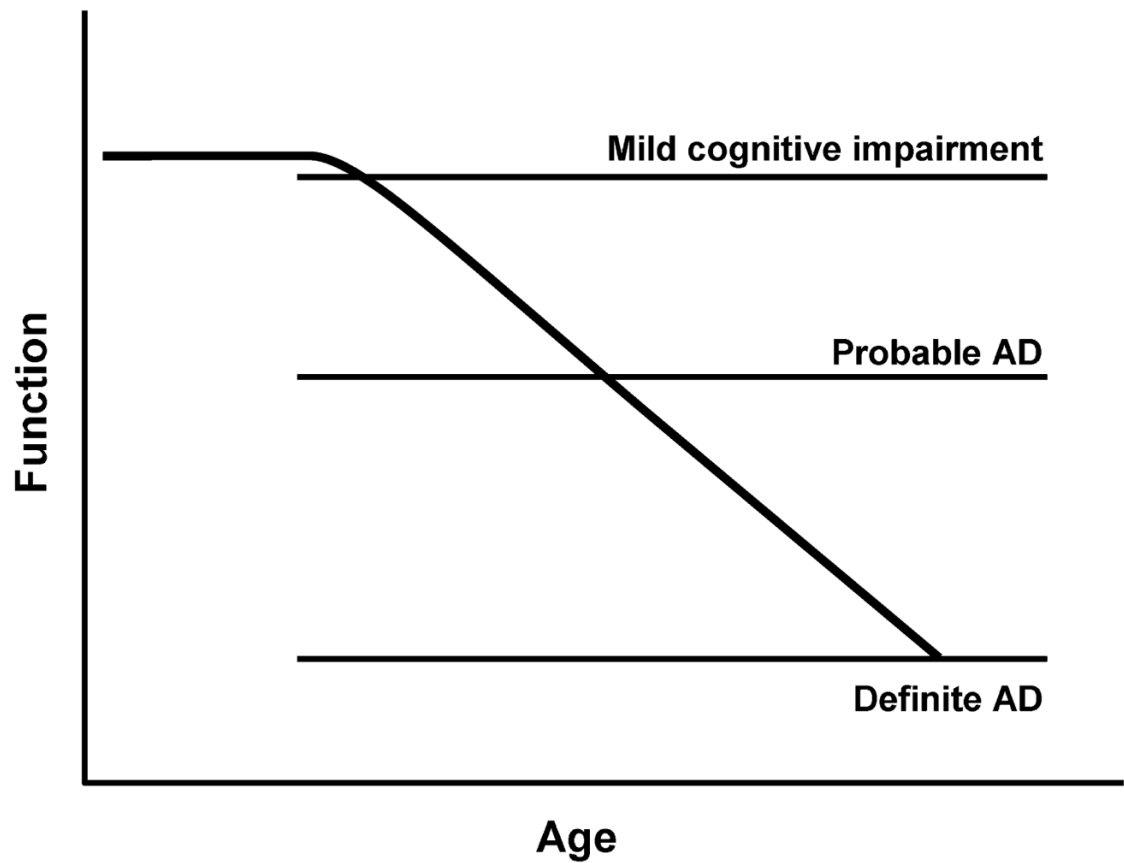 Mild cognitive impairment
Probable AD
Function
Definite AD
Age